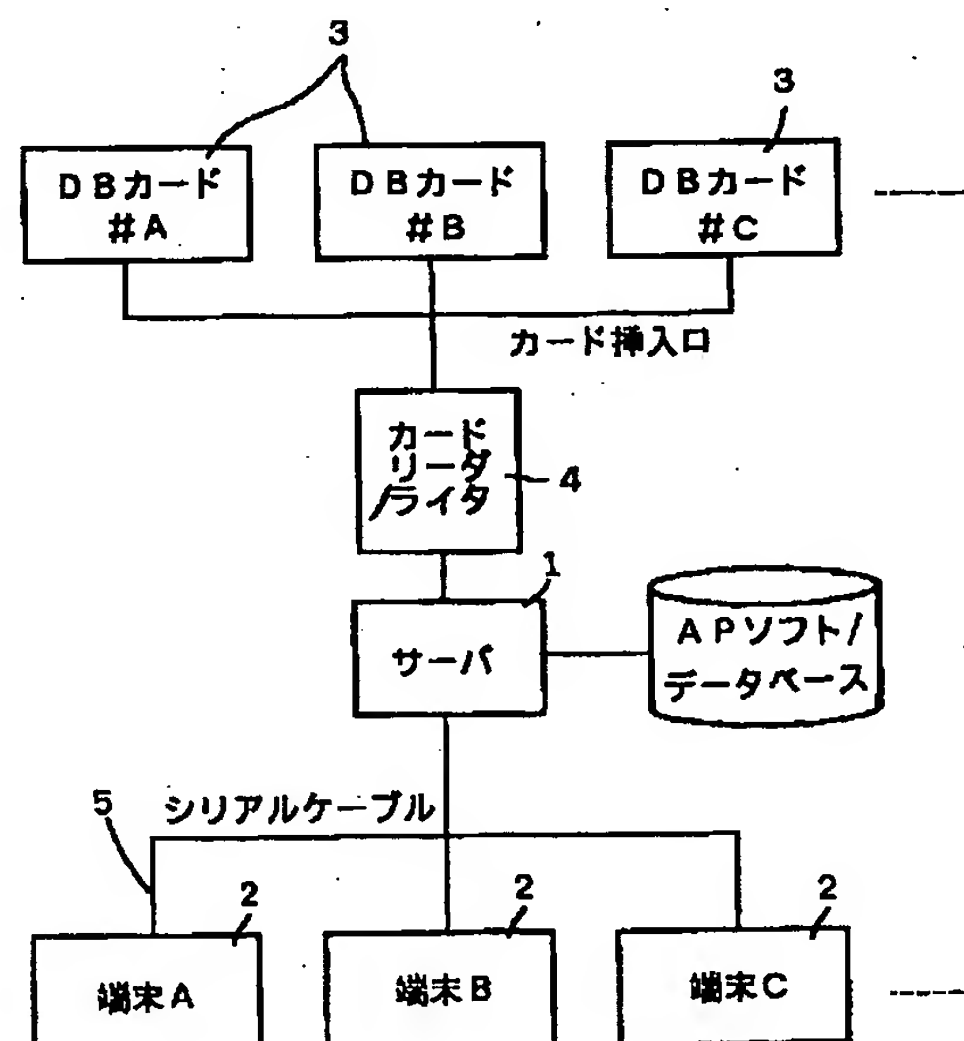 3
3
DBカード
#A
DBカード
#B
DBカード
#C
カード挿入口
カード
リーダ
/ライタ
4
1
サーバ
APソフト/
データベース
5
シリアルケーブル
2
2
2
端末A
端末B
端末C